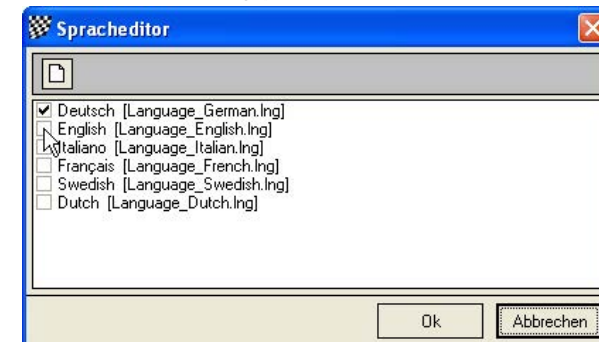 Spracheditor
Deutsch [Language_German.lng]
English [Language_English.lng]
Italiano [Language_Italian.lng]
Français [Language_French.lng]
Swedish [Language_Swedish.lng]
Dutch [Language_Dutch.lng]
Ok Abbrechen